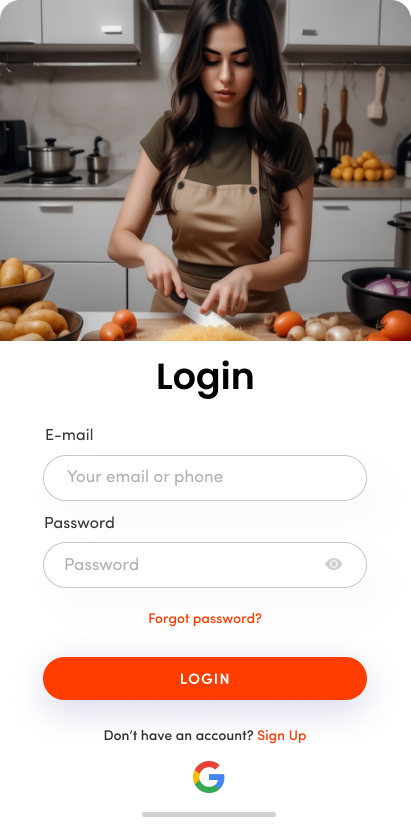 Login
E-mail
Your email or phone
Password
Password
Forgot password?
LOGIN
Don’t have an account? Sign Up